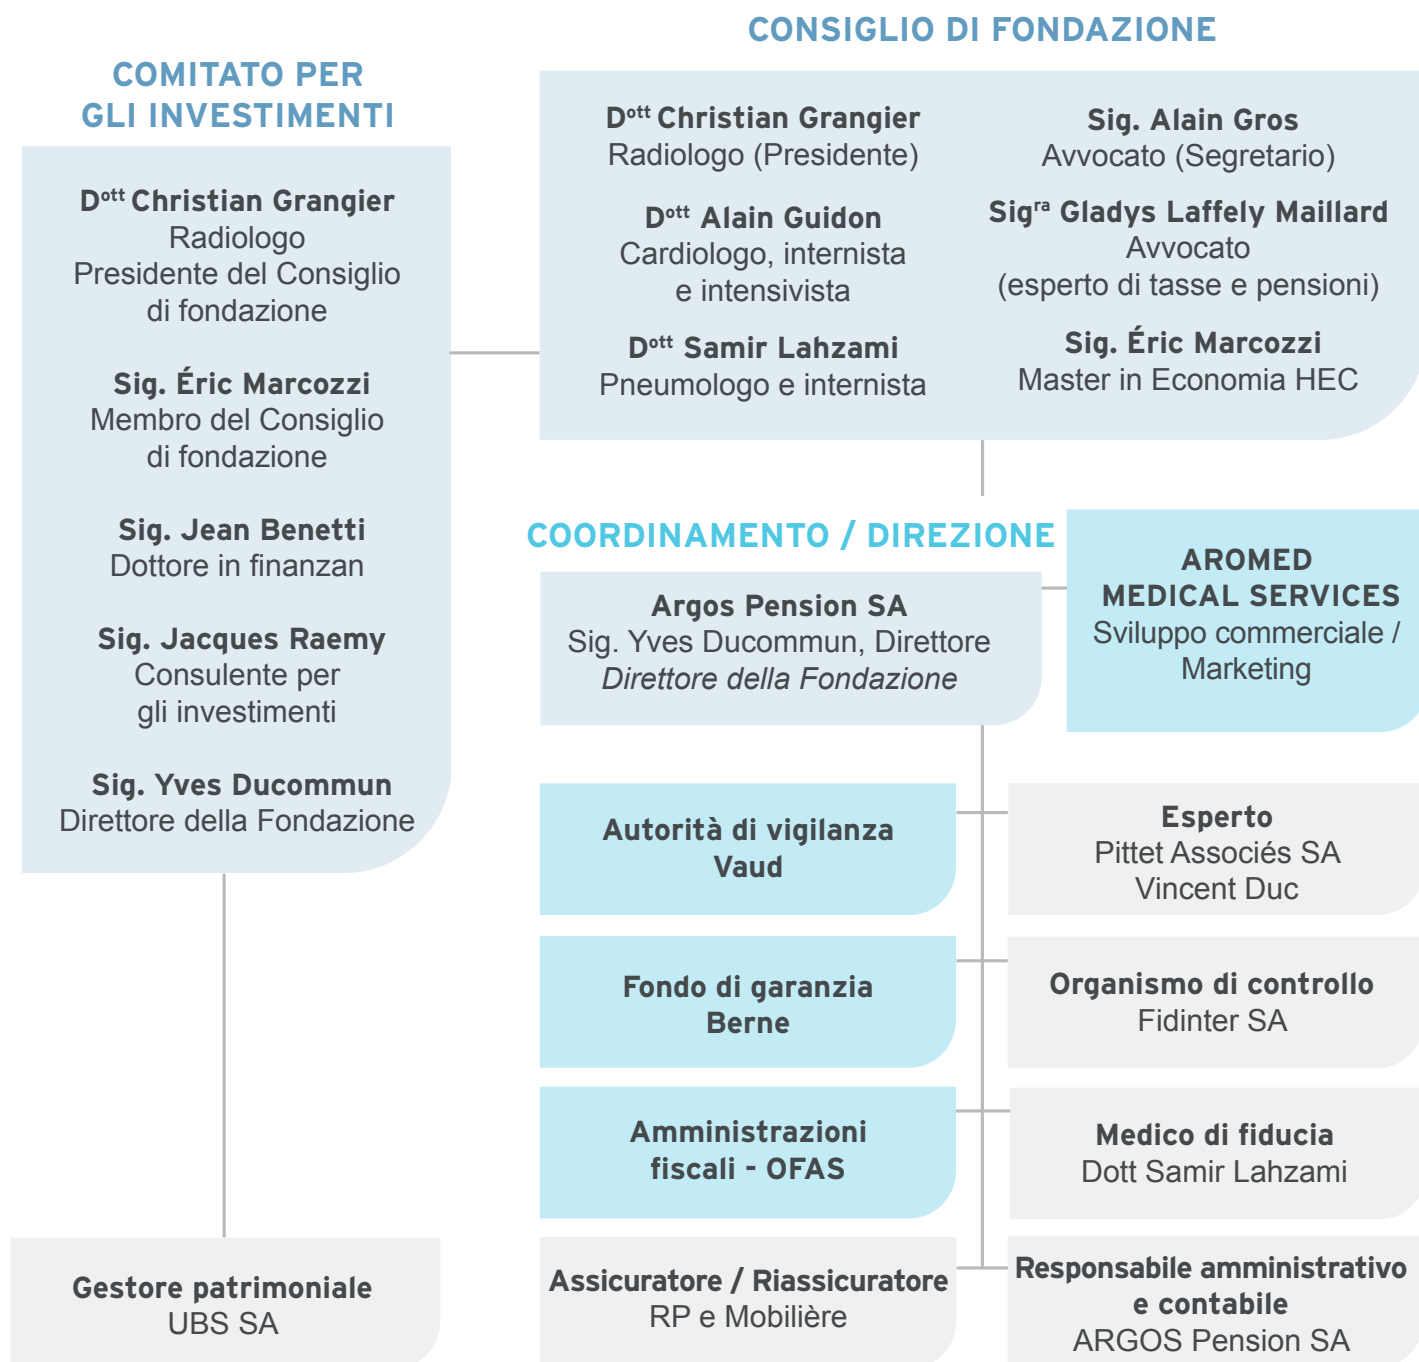 COMITATO PER
GLI INVESTIMENTI
Dott Christian Grangier
Radiologo
Presidente del Consiglio
di fondazione
Sig. Éric Marcozzi
Membro del Consiglio
di fondazione
Sig. Jean Benetti
Dottore in finanzan
Sig. Jacques Raemy
Consulente per
gli investimenti
Sig. Yves Ducommun
Direttore della Fondazione
Gestore patrimoniale
UBS SA
CONSIGLIO DI FONDAZIONE
Dott Christian Grangier
Radiologo (Presidente)
Dott Alain Guidon
Cardiologo, internista
e intensivista
Dott Samir Lahzami
Pneumologo e internista
Sig. Alain Gros
Avvocato (Segretario)
Sigra Gladys Laffely Maillard
Avvocato
(esperto di tasse e pensioni)
Sig. Éric Marcozzi
Master in Economia HEC
COORDINAMENTO / DIREZIONE
Argos Pension SA
Sig. Yves Ducommun, Direttore
Direttore della Fondazione
AROMED
MEDICAL SERVICES
Sviluppo commerciale /
Marketing
Autorità di vigilanza
Vaud
Esperto
Pittet Associés SA
Vincent Duc
Fondo di garanzia
Berne
Organismo di controllo
Fidinter SA
Amministrazioni
fiscali - OFAS
Medico di fiducia
Dott Samir Lahzami
Assicuratore / Riassicuratore
RP e Mobilière
Responsabile amministrativo
e contabile
ARGOS Pension SA